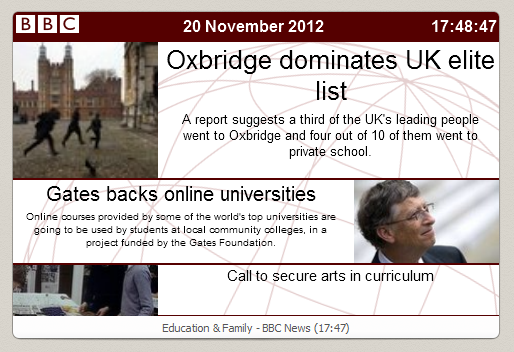 BBC 20 November 2012 17:48:47
Oxbridge dominates UK elite
list
A report suggests a third of the UK's leading people
went to Oxbridge and four out of 10 of them went to
private school.
Gates backs online universities
Online courses provided by some of the world's top universities are
going to be used by students at local community colleges, in a
project funded by the Gates Foundation.
Call to secure arts in curriculum
Education & Family - BBC News (17:47)